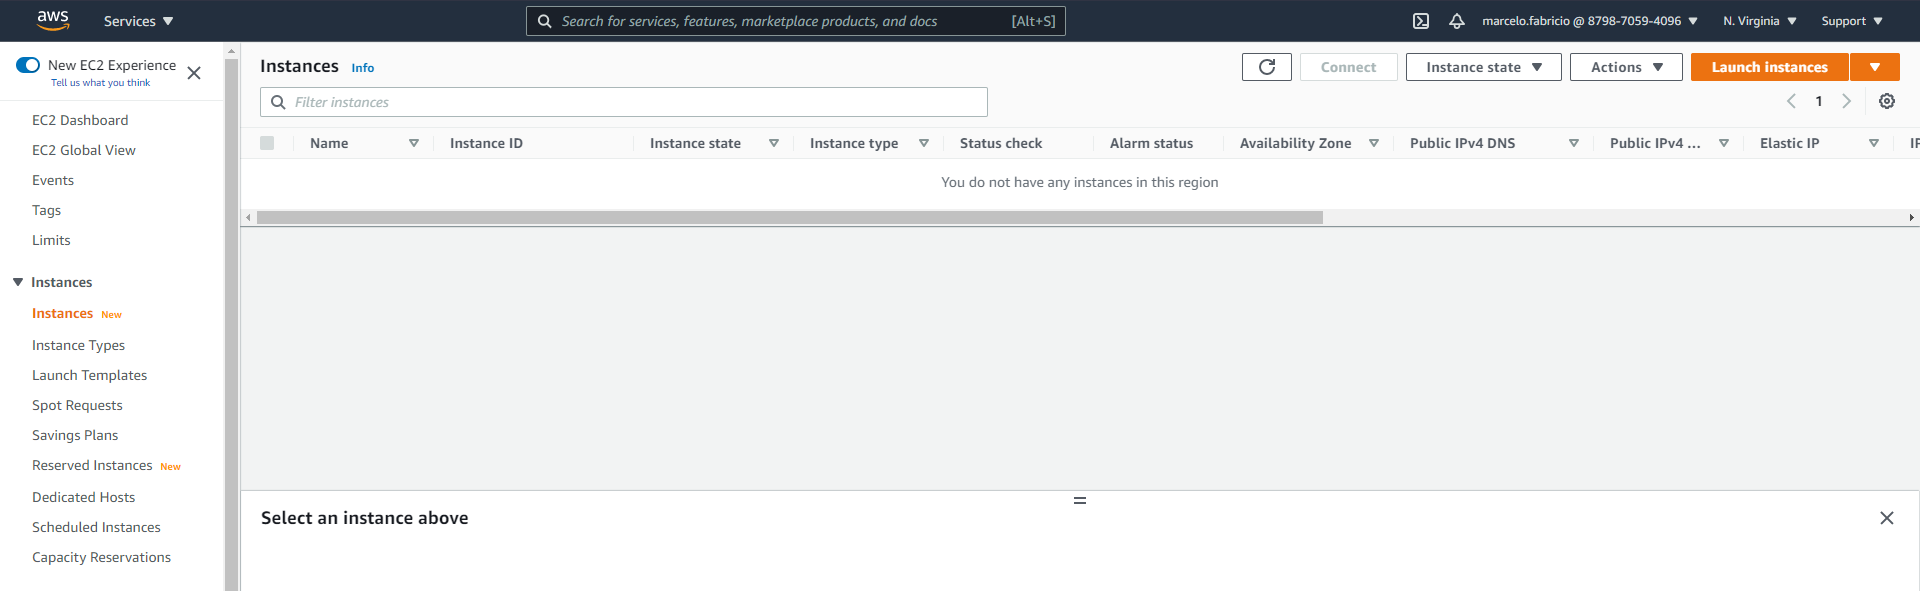 aws
Services
Search for services, features, marketplace products, and docs
[Alt+S]
marcelo.fabricio @ 8798-7059-4096
N. Virginia
Support
New EC2 Experience
Tell us what you think
EC2 Dashboard
EC2 Global View
Events
Tags
Limits
Instances
Instances New
Instance Types
Launch Templates
Spot Requests
Savings Plans
Reserved Instances New
Dedicated Hosts
Scheduled Instances
Capacity Reservations
Instances Info
Connect
Instance state
Actions
Launch instances
Filter instances
1
Name
Instance ID
Instance state
Instance type
Status check
Alarm status
Availability Zone
Public IPv4 DNS
Public IPv4 ...
Elastic IP
You do not have any instances in this region
Select an instance above